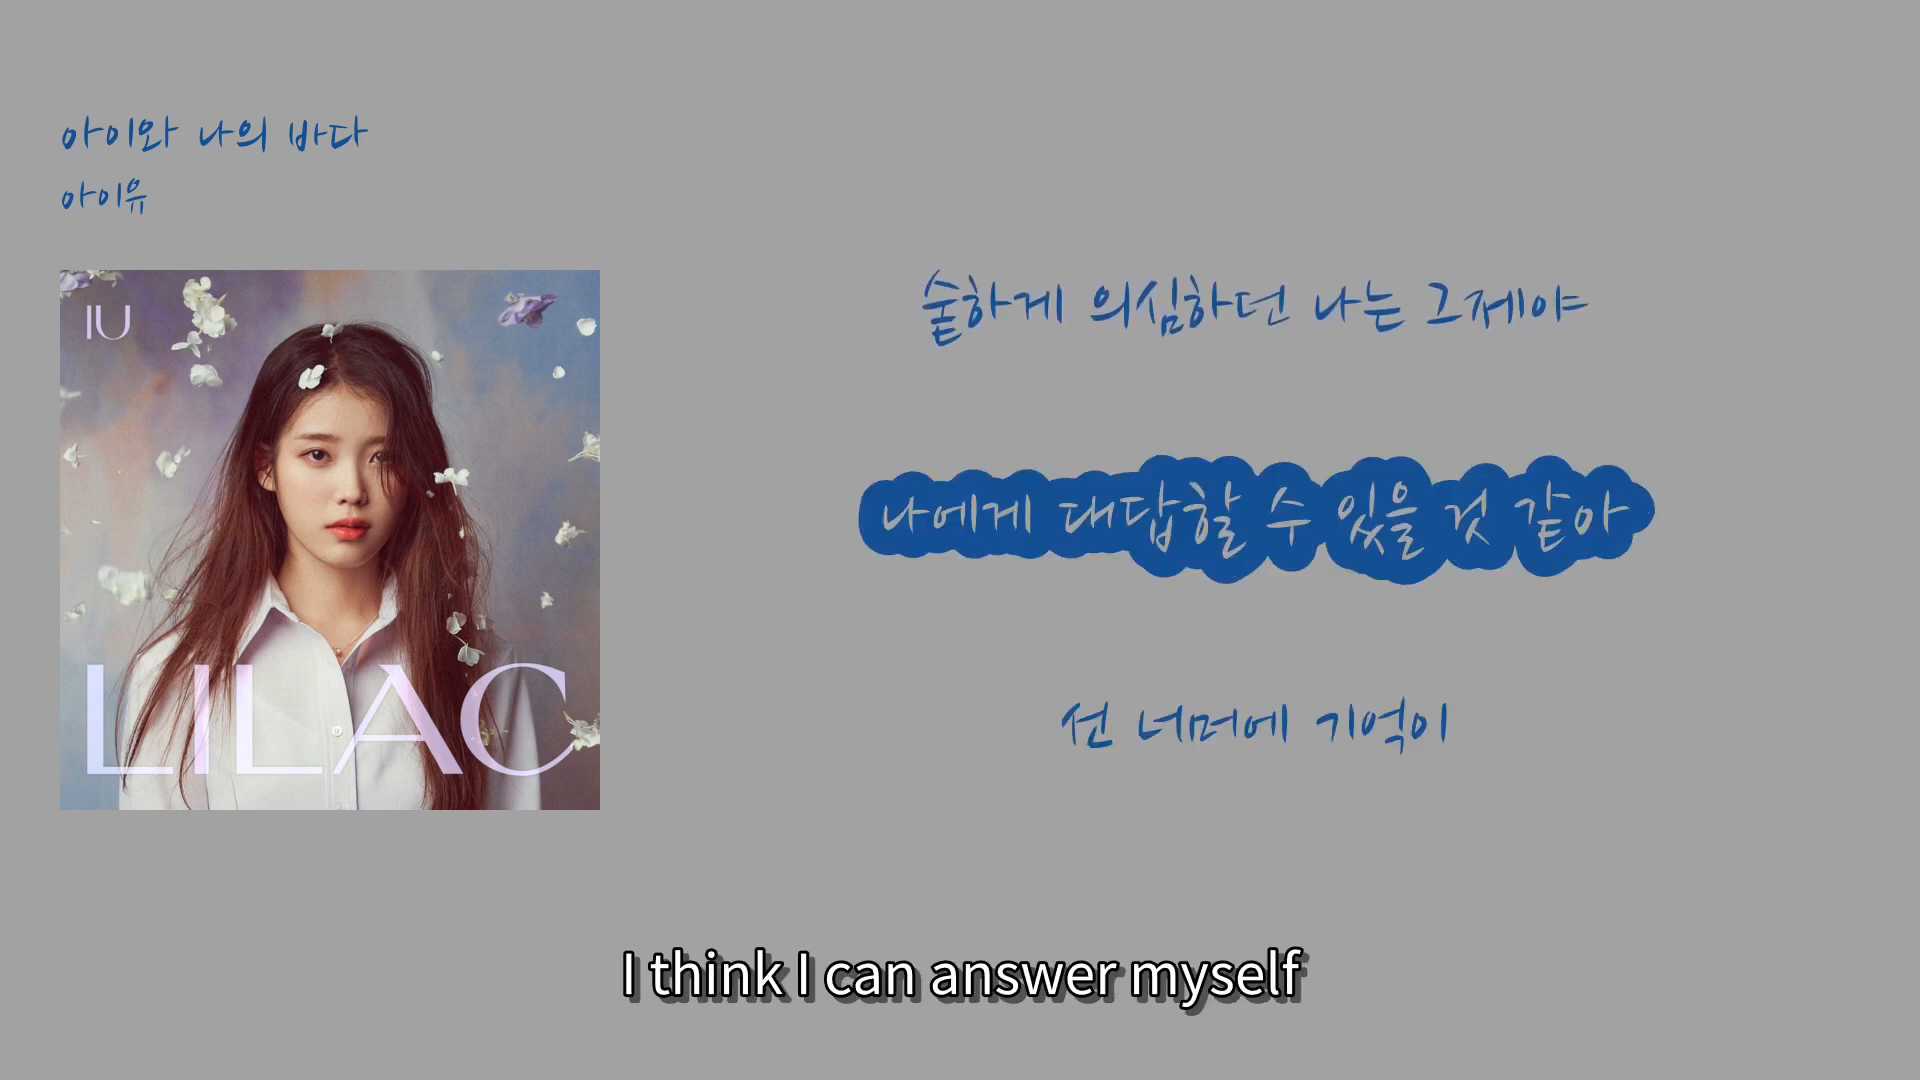 아이와 나의 바다
아이유
IU
LILAC
숱하게 의심하던 나는 그제야
나에게 대답할 수 있을 것 같아
선 너머에 기억이
I think I can answer myself